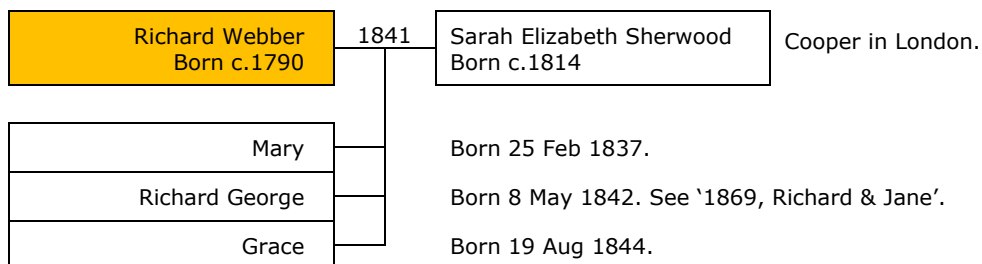 Richard Webber
Born c.1790
1841
Sarah Elizabeth Sherwood
Born c.1814
Cooper in London.
Mary
Born 25 Feb 1837.
Richard George
Born 8 May 1842. See ‘1869, Richard & Jane’.
Grace
Born 19 Aug 1844.